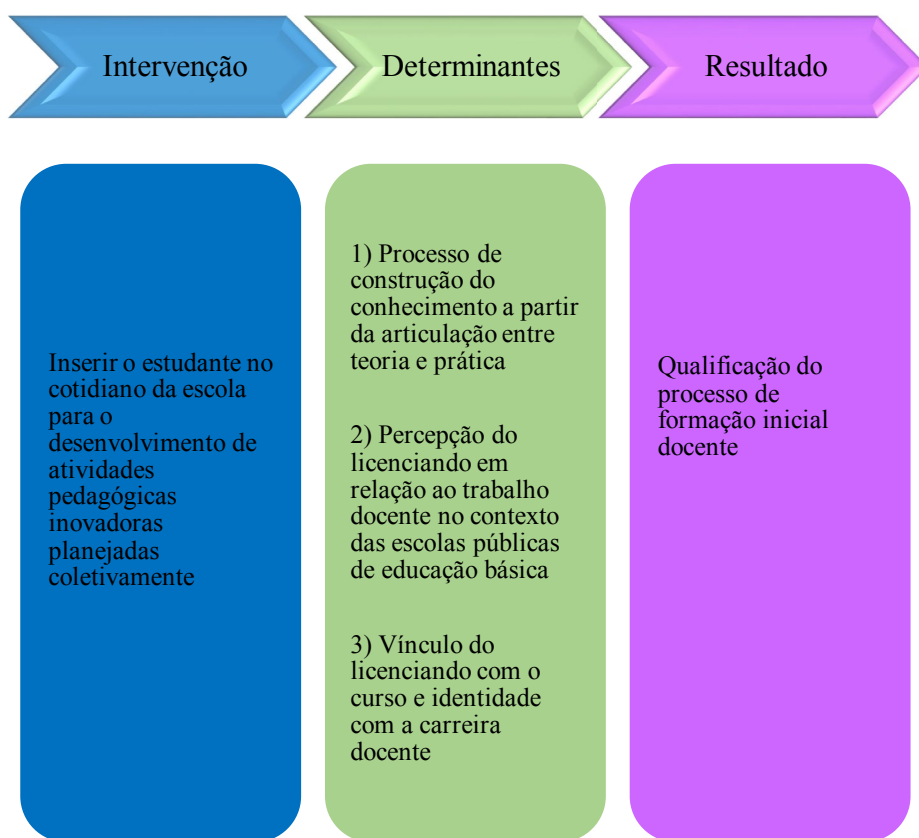 Intervenção
Determinantes
Resultado
Inserir o estudante no
cotidiano da escola
para o
desenvolvimento de
atividades
pedagógicas
inovadoras
planejadas
coletivamente
1) Processo de
construção do
conhecimento a partir
da articulação entre
teoria e prática
2) Percepção do
licenciando em
relação ao trabalho
docente no contexto
das escolas públicas
de educação básica
3) Vínculo do
licenciando com o
curso e identidade
com a carreira
docente
Qualificação do
processo de
formação inicial
docente